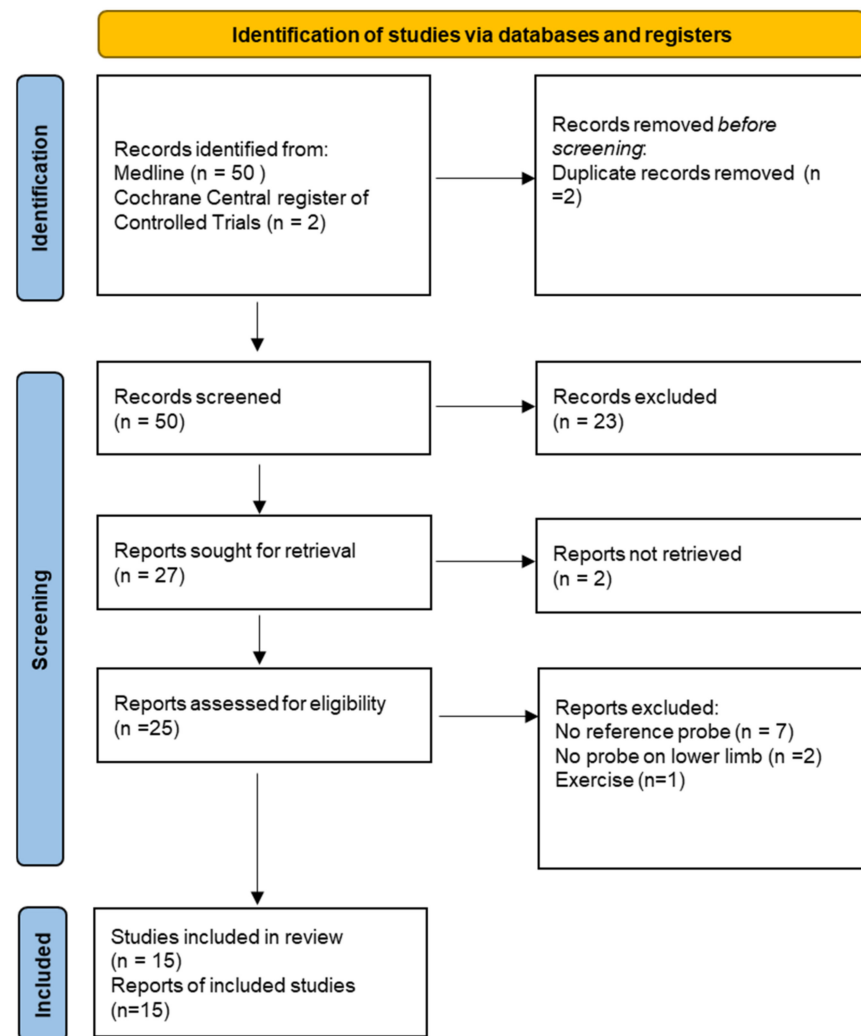 Identification of studies via databases and registers
Identification
Records identified from:
Medline (n = 50 )
Cochrane Central register of
Controlled Trials (n = 2)
Records removed before
screening:
Duplicate records removed  (n
=2)
Screening
Records screened
(n = 50)
Records excluded
(n = 23)
Reports sought for retrieval
(n = 27)
Reports not retrieved
(n = 2)
Reports assessed for eligibility
(n =25)
Reports excluded:
No reference probe (n = 7)
No probe on lower limb (n =2)
Exercise (n=1)
Included
Studies included in review
(n = 15)
Reports of included studies
(n=15)